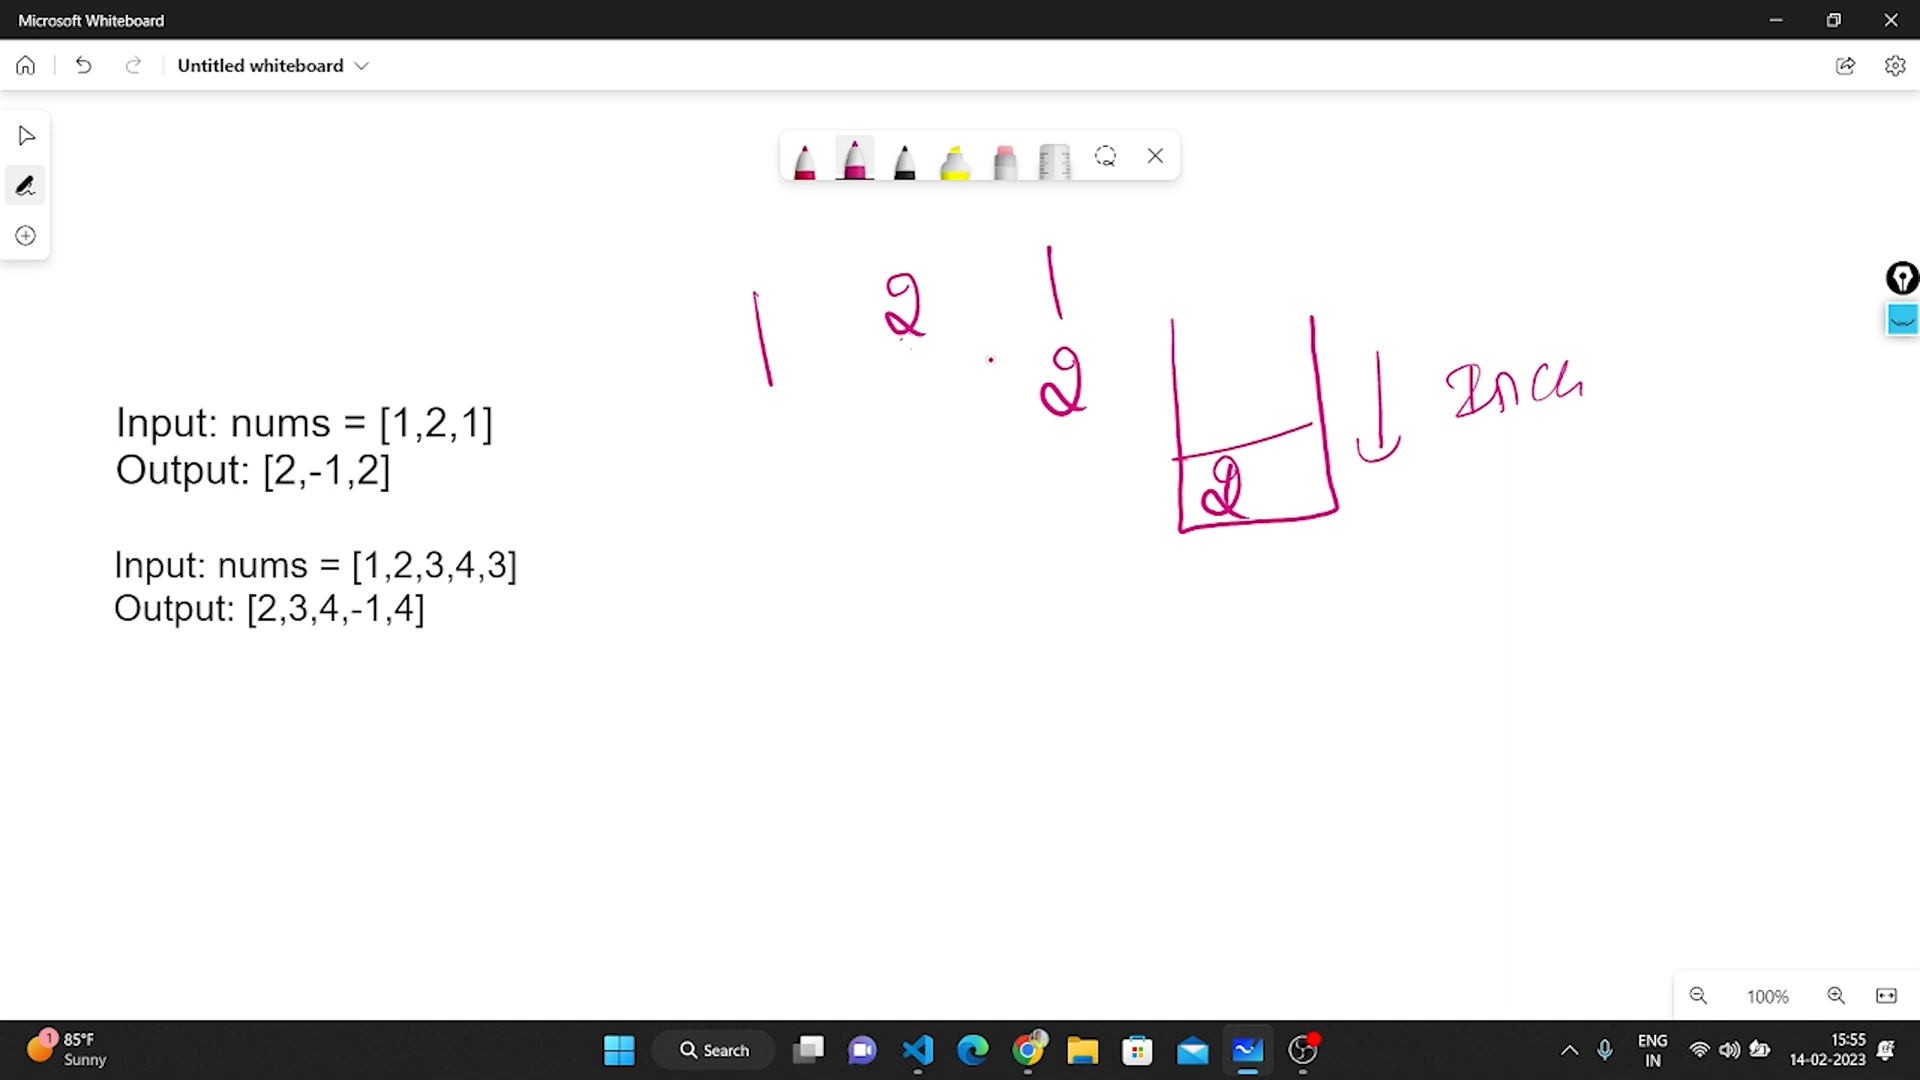 Microsoft Whiteboard
Untitled whiteboard
1 2 1
2
2
Input: nums = [1,2,1]
Output: [2,-1,2]
Input: nums = [1,2,3,4,3]
Output: [2,3,4,-1,4]
100%
1
85°F
Sunny
Search
ENG
IN
15:55
14-02-2023